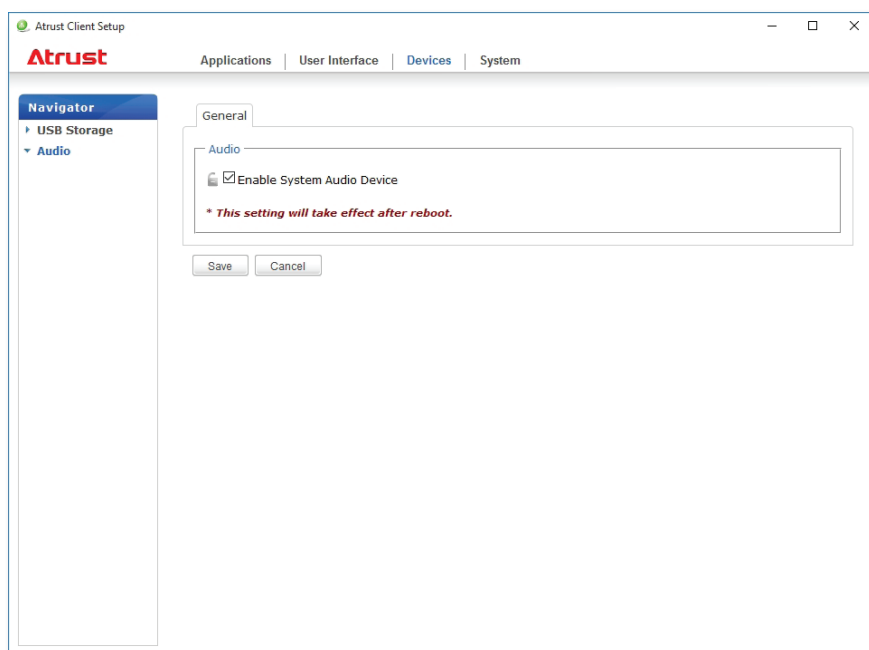 Atrust Client Setup
Atrust
Applications | User Interface | Devices | System
Navigator
USB Storage
Audio
General
Audio
Enable System Audio Device
* This setting will take effect after reboot.
Save Cancel